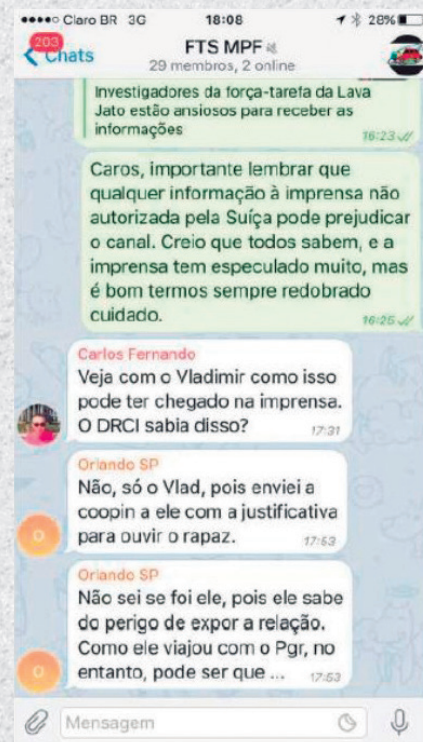 Claro BR 3G 18:08 28%
203
Chats
FTS MPF
29 membros, 2 online
Investigadores da força-tarefa da Lava
Jato estão ansiosos para receber as
informações
16:23
Caros, importante lembrar que
qualquer informação à imprensa não
autorizada pela Suíça pode prejudicar
o canal. Creio que todos sabem, e a
imprensa tem especulado muito, mas
é bom termos sempre redobrado
cuidado.
16:25
Carlos Fernando
Veja com o Vladimir como isso
pode ter chegado na imprensa.
O DRCI sabia disso?
17:31
Orlando SP
Não, só o Vlad, pois enviei a
coopin a ele com a justificativa
para ouvir o rapaz.
17:53
Orlando SP
Não sei se foi ele, pois ele sabe
do perigo de expor a relação.
Como ele viajou com o Pgr, no
entanto, pode ser que ...
17:53
O
O
Mensagem